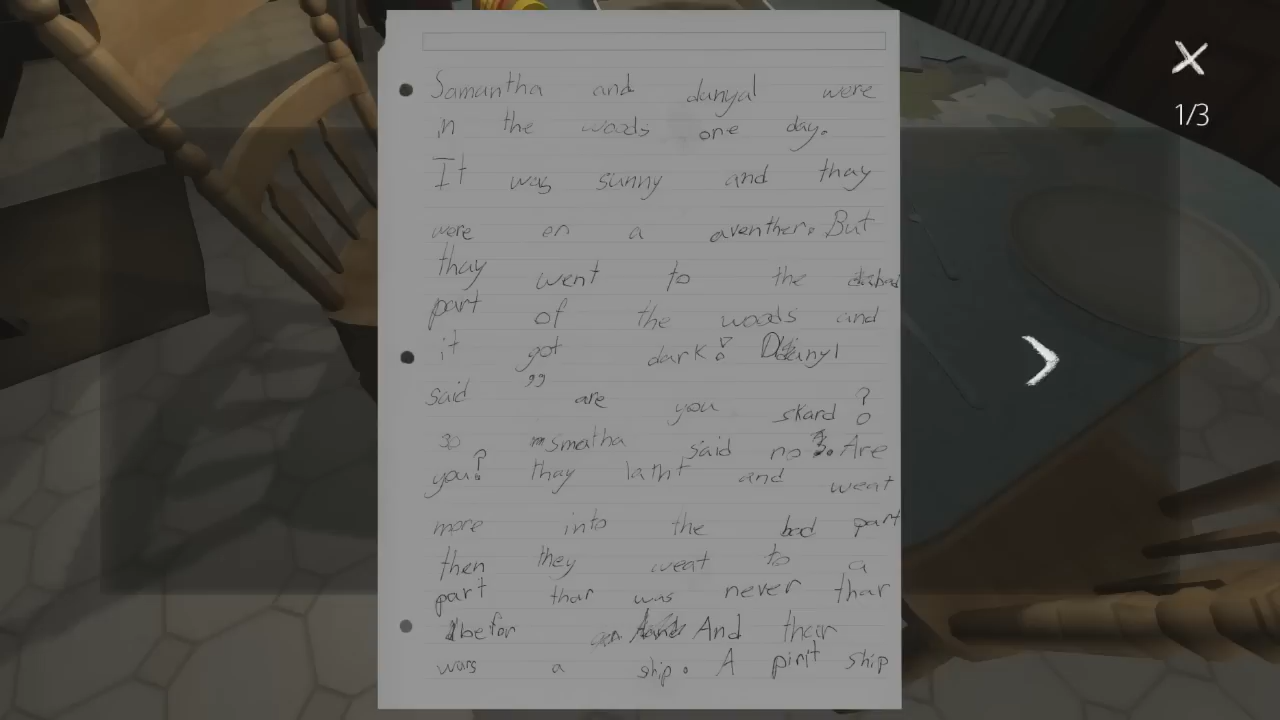 Samantha and danyal were
in the woods one day.
It was sunny and thay
were on a aventher. But
thay went to the bad
part of the woods and
it got dark! Danyl
said " are you skard?
so smatha said no. Are
you? thay latht and weat
more into the bad part
then they weat to a
part thar was never thar
befor And thair
wars a ship. A pirit ship
1/3